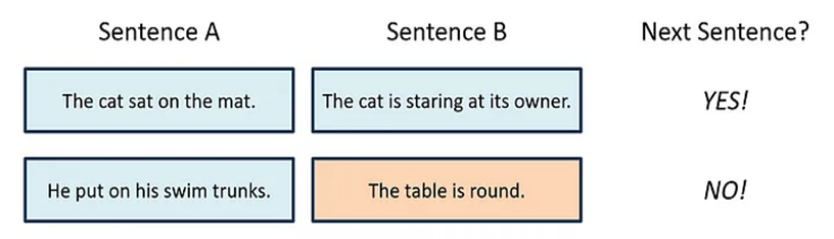 Sentence A Sentence B Next Sentence?
The cat sat on the mat. The cat is staring at its owner. YES!
He put on his swim trunks. The table is round. NO!